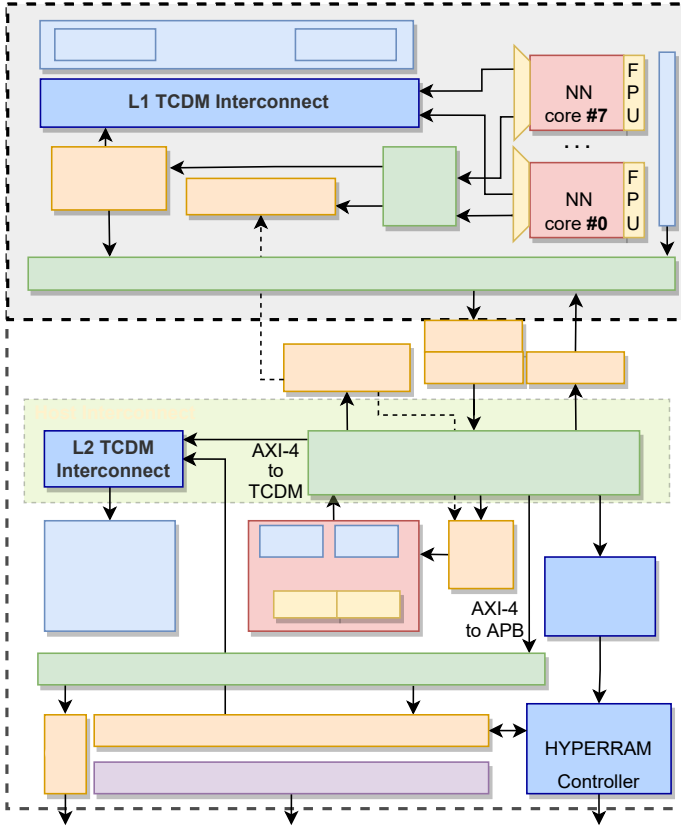 L1 TCDM Interconnect
NN
core #7
F
P
U
. . .
NN
core #0
F
P
U
L2 TCDM
Interconnect
AXI-4
to
TCDM
AXI-4
to APB
HYPERRAM
Controller